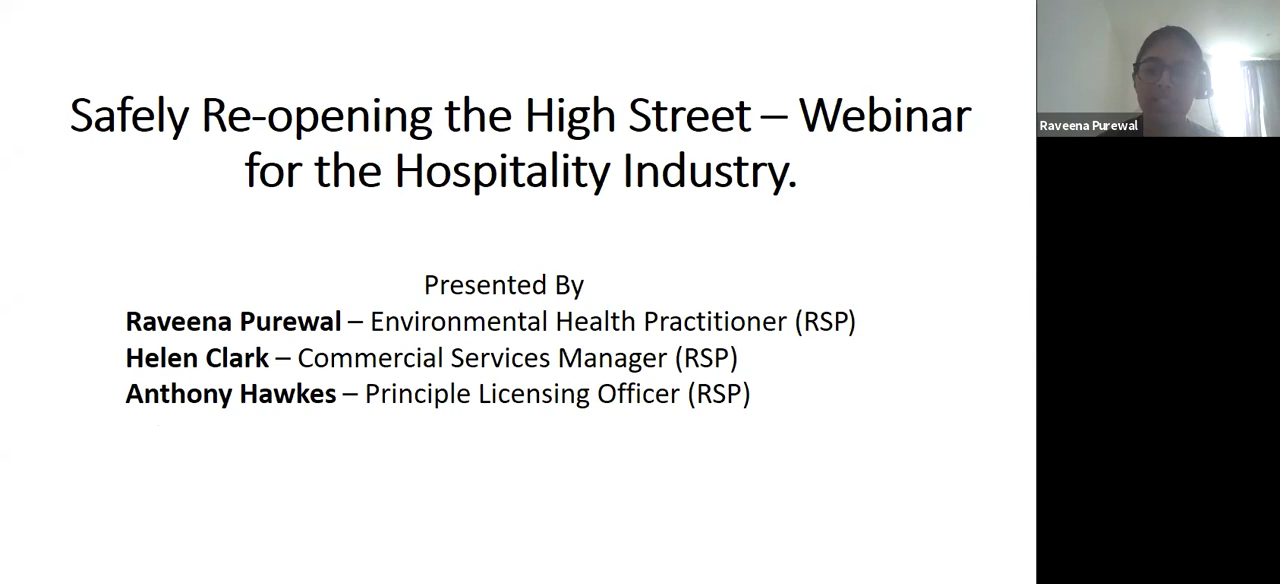 Safely Re-opening the High Street – Webinar
for the Hospitality Industry.
Presented By
Raveena Purewal – Environmental Health Practitioner (RSP)
Helen Clark – Commercial Services Manager (RSP)
Anthony Hawkes – Principle Licensing Officer (RSP)
Raveena Purewal